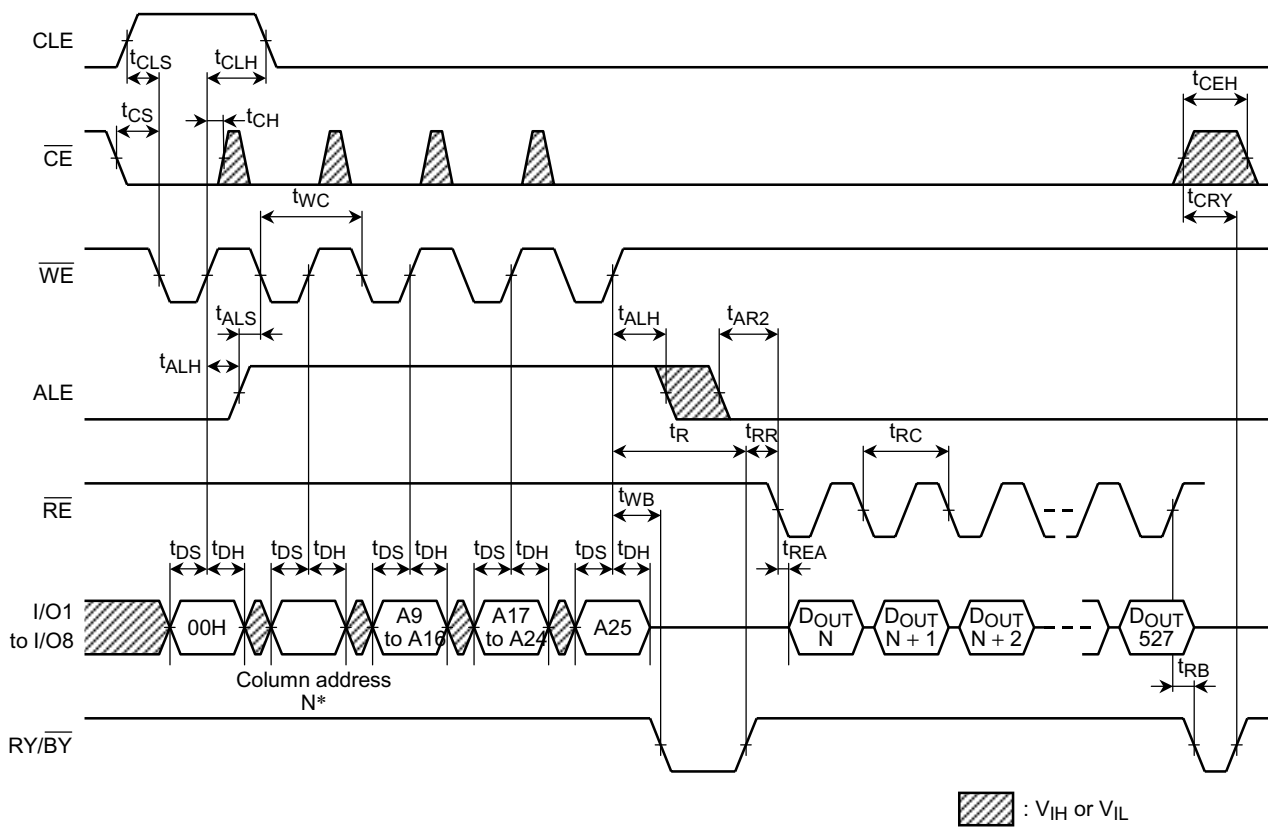 CLE
tCLS
tCLH
tCEH
tCS
tCH
CE
tWC
tCRY
WE
tALS
tALH
tAR2
tALH
ALE
tR
tRR
tRC
RE
tWB
tDS
tDH
tDS
tDH
tDS
tDH
tDS
tDH
tDS
tDH
tREA
I/O1
to I/O8
00H
A9
to A16
A17
to A24
A25
DOUT
N
DOUT
N + 1
DOUT
N + 2
DOUT
527
Column address
N*
tRB
RY/BY
: VIH or VIL